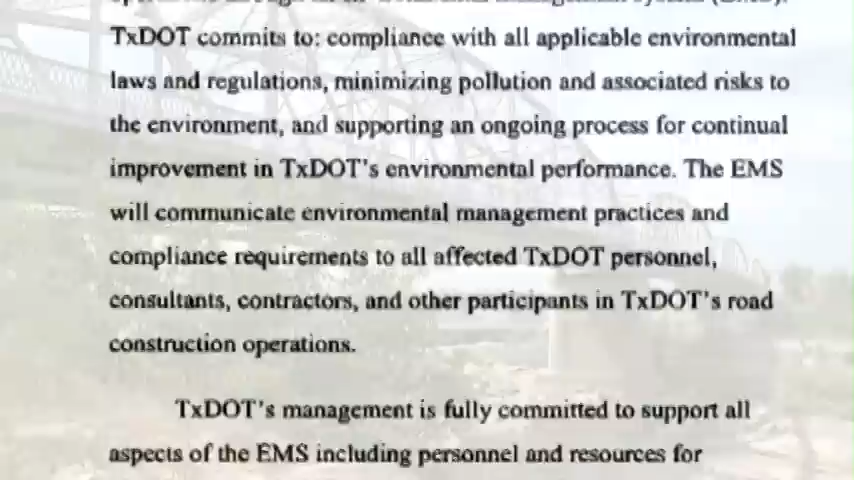 TxDOT commits to: compliance with all applicable environmental
laws and regulations, minimizing pollution and associated risks to
the environment, and supporting an ongoing process for continual
improvement in TxDOT's environmental performance. The EMS
will communicate environmental management practices and
compliance requirements to all affected TxDOT personnel,
consultants, contractors, and other participants in TxDOT's road
construction operations.
TxDOT's management is fully committed to support all
aspects of the EMS including personnel and resources for